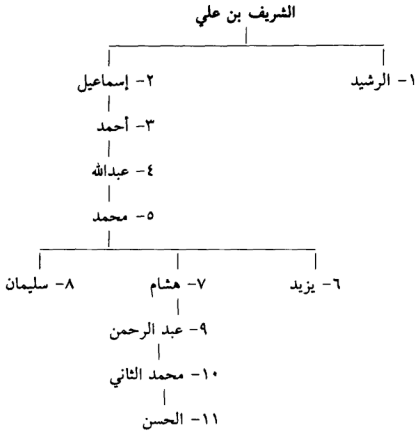 الشريف بن علي
١- الرشيد
٢- إسماعيل
٣- أحمد
٤- عبدالله
٥- محمد
٦- يزيد
٧- هشام
٨- سليمان
٩- عبد الرحمن
١٠- محمد الثاني
١١- الحسن